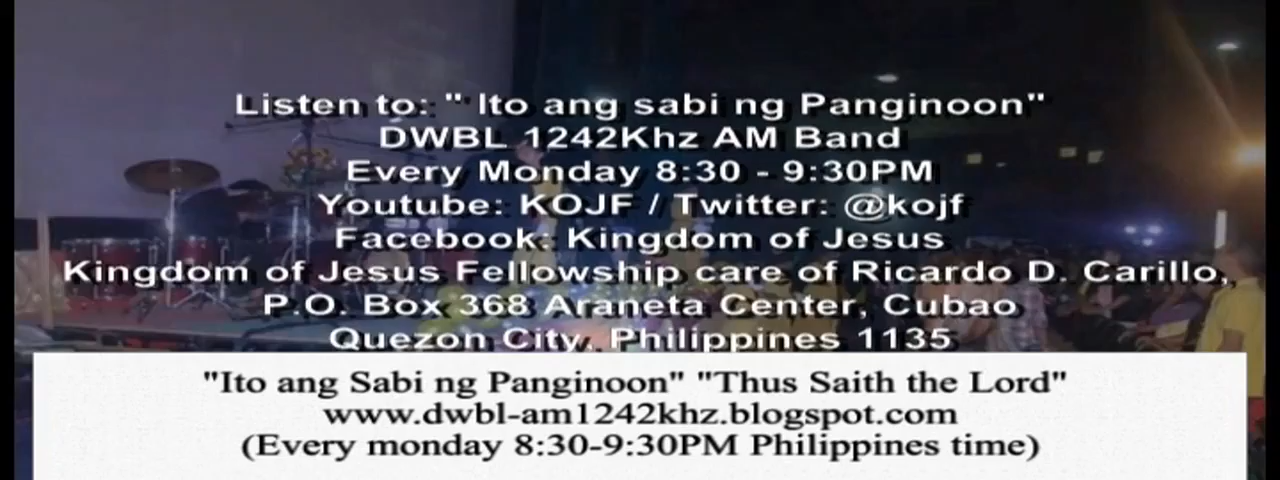 Listen to: " Ito ang sabi ng Panginoon"
DWBL 1242Khz AM Band
Every Monday 8:30 - 9:30PM
Youtube: KOJF / Twitter: @kojf
Facebook: Kingdom of Jesus
Kingdom of Jesus Fellowship care of Ricardo D. Carillo,
P.O. Box 368 Araneta Center, Cubao
Quezon City, Philippines 1135
"Ito ang Sabi ng Panginoon" "Thus Saith the Lord"
www.dwbl-am1242khz.blogspot.com
(Every monday 8:30-9:30PM Philippines time)